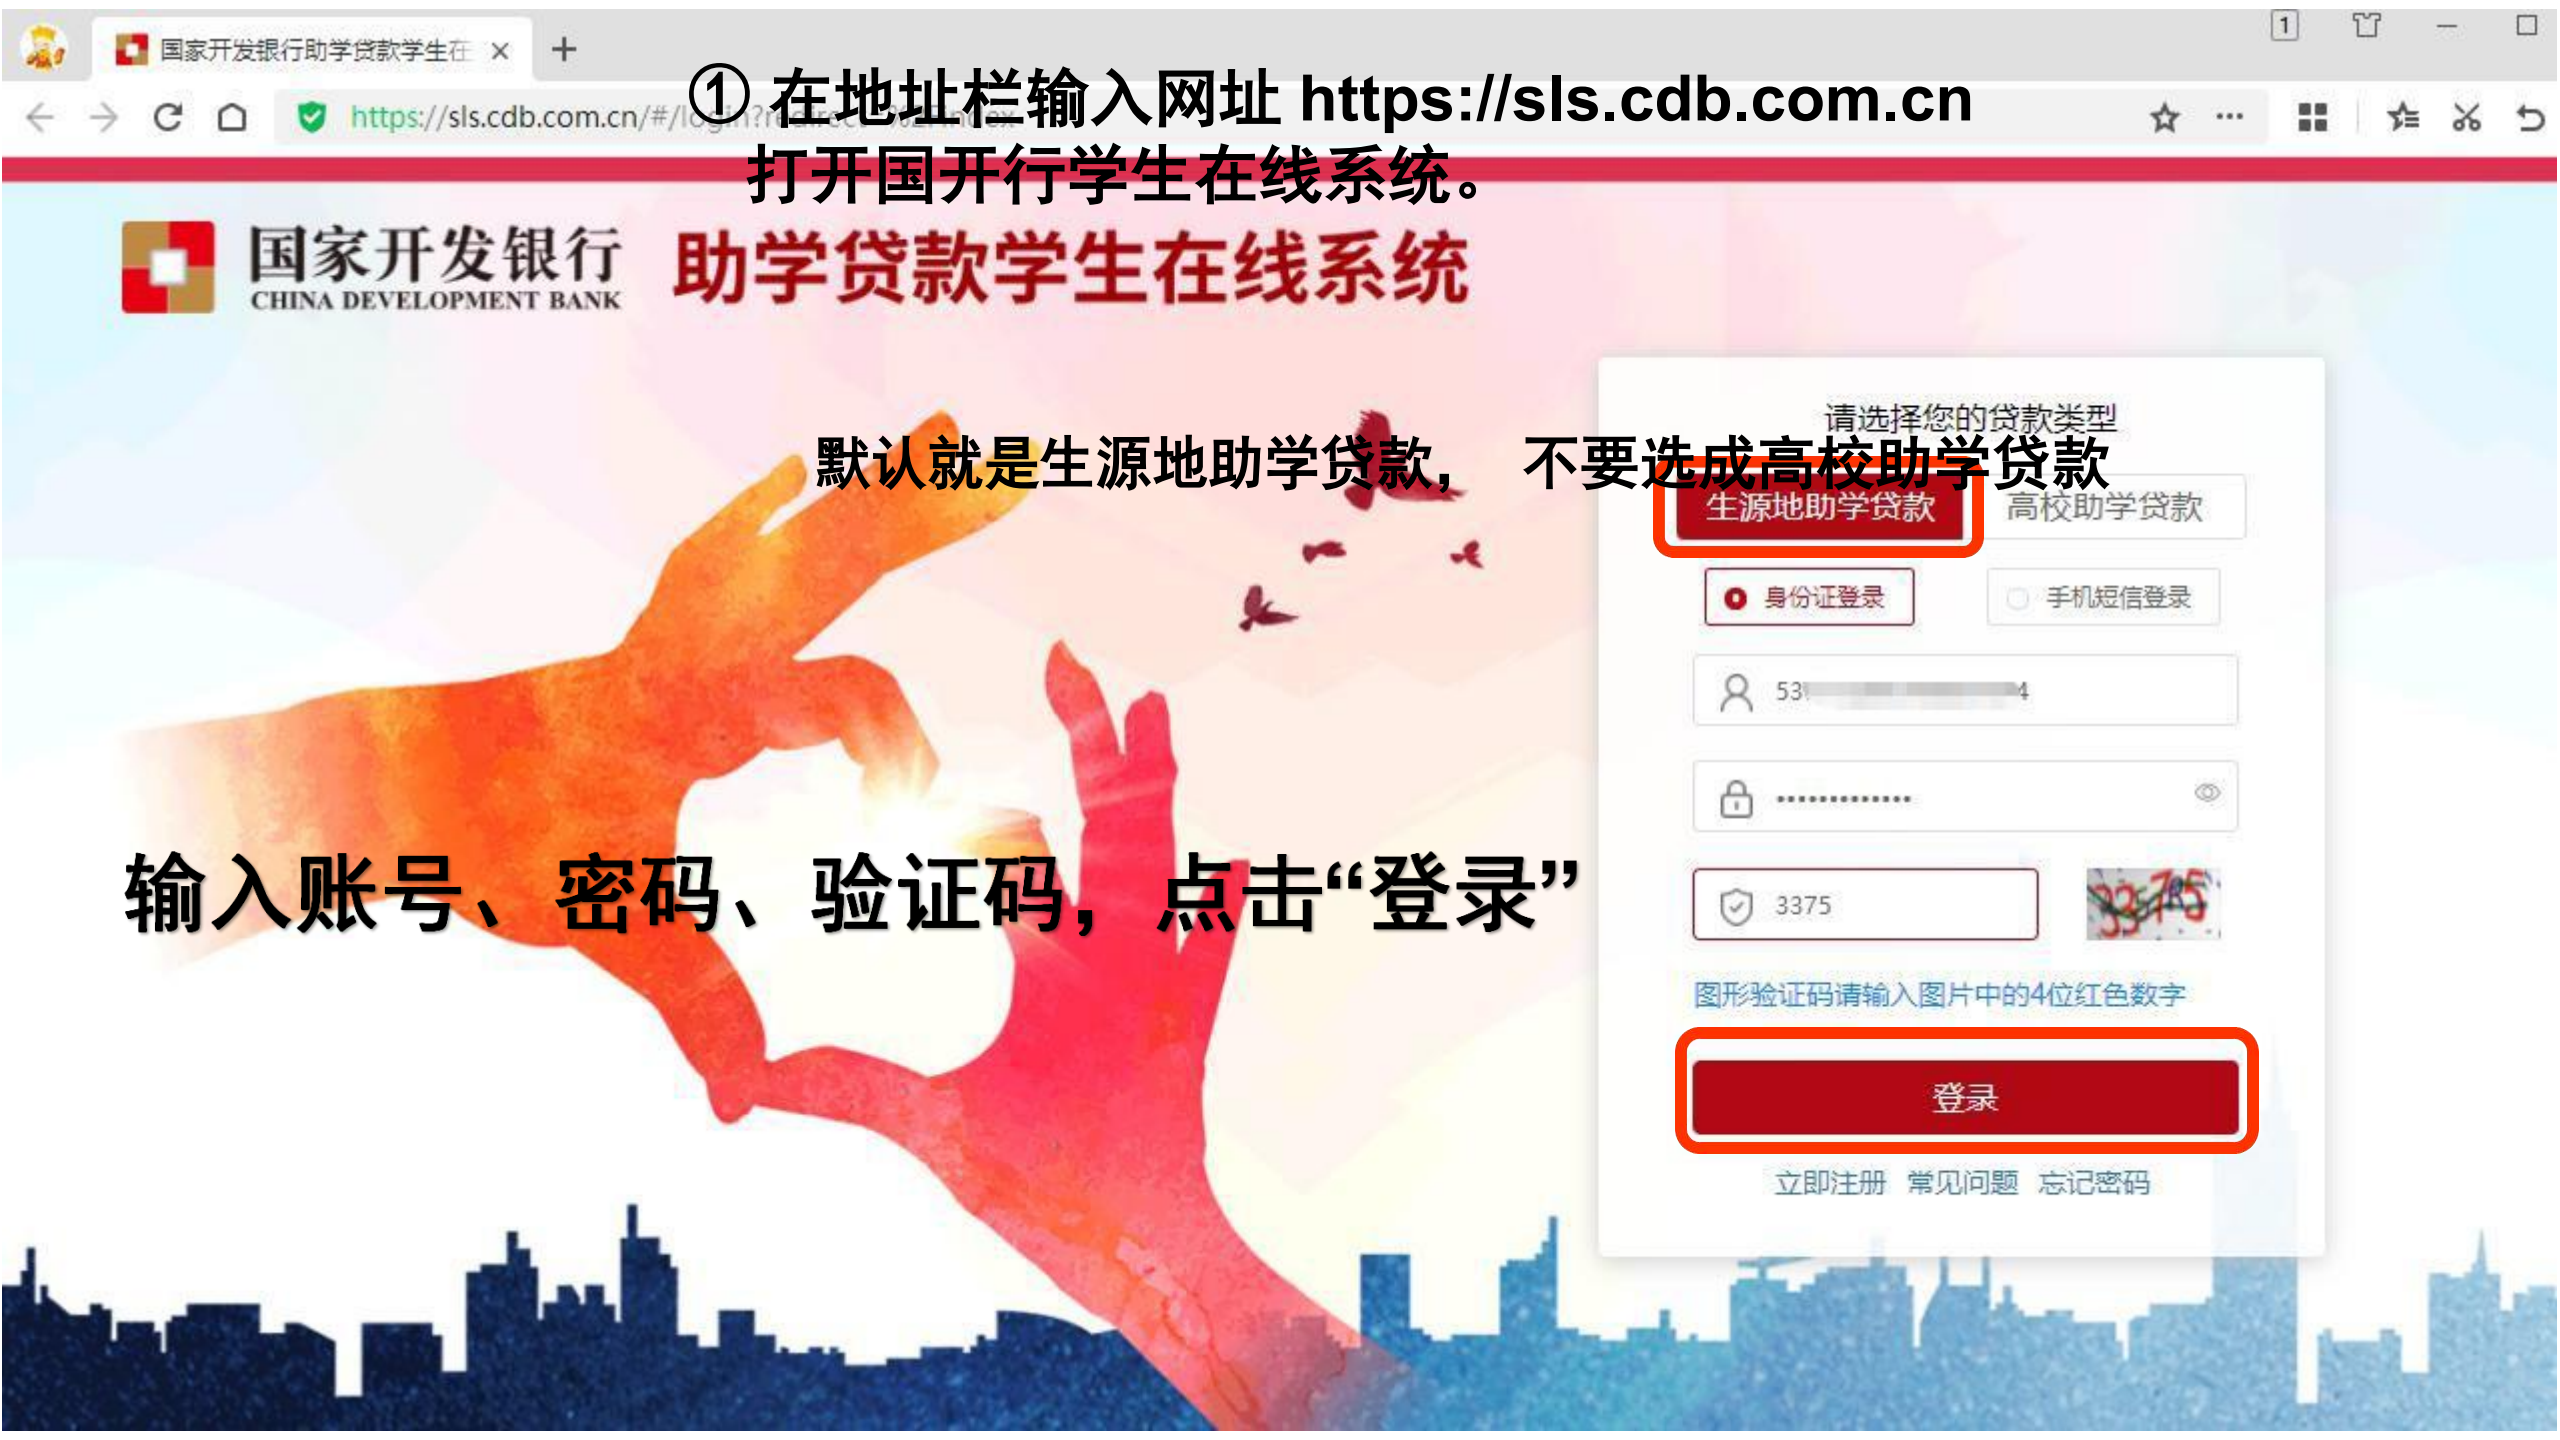 国家开发银行助学贷款学生在
1
① 在地址栏输入网址 https://sls.cdb.com.cn
https://sls.cdb.com.cn/#/login?redirect=%2Findex
打开国开行学生在线系统。
国家开发银行
CHINA DEVELOPMENT BANK
助学贷款学生在线系统
请选择您的贷款类型
默认就是生源地助学贷款， 不要选成高校助学贷款
生源地助学贷款 高校助学贷款
身份证登录 手机短信登录
输入账号、密码、验证码，点击“登录”
3375
图形验证码请输入图片中的4位红色数字
登录
立即注册 常见问题 忘记密码